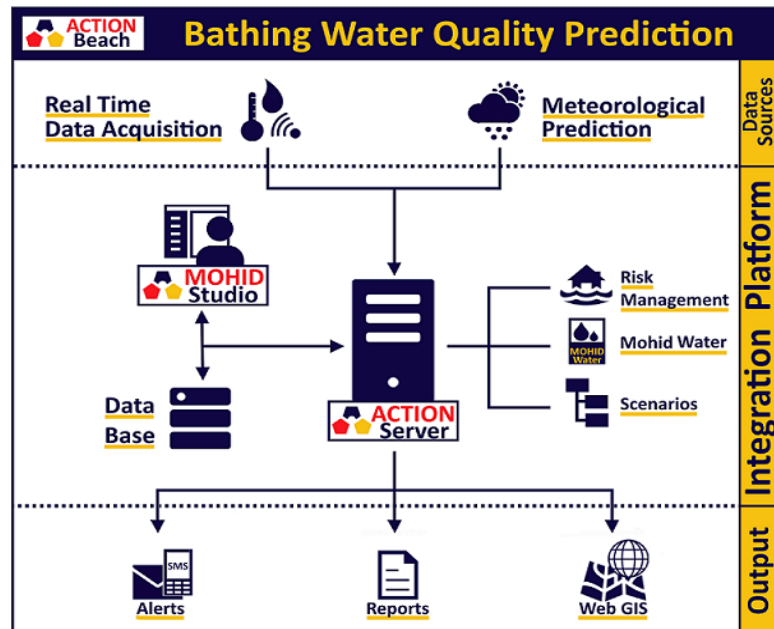 ACTION
Beach
Bathing Water Quality Prediction
Real Time
Data Acquisition
Meteorological
Prediction
Data
Sources
MOHID
Studio
Risk
Management
MOHID
Water
Mohid Water
Data
Base
Scenarios
ACTION
Server
Integration Platform
SMS
Alerts
Reports
Web GIS
Output